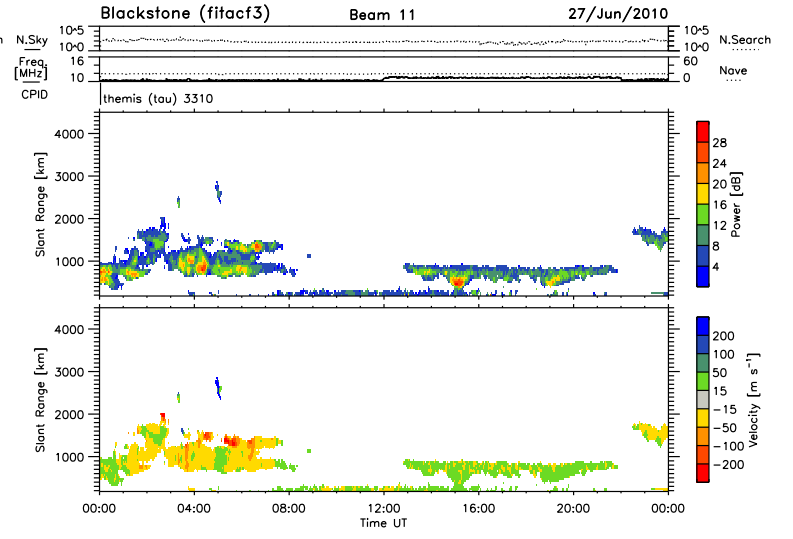 Blackstone (fitacf3) Beam 11 27/Jun/2010
N.Sky 10^5 10^0 10^5 10^0 N.Search
Freq. [MHz] 16 10 60 0 Nave
CPID themis (tau) 3310
Slant Range [km] 4000 3000 2000 1000
28 24 20 16 12 8 4 Power [dB]
Slant Range [km] 4000 3000 2000 1000
200 100 50 15 -15 -50 -100 -200 Velocity [m s^-1]
00:00 04:00 08:00 12:00 16:00 20:00 00:00
Time UT